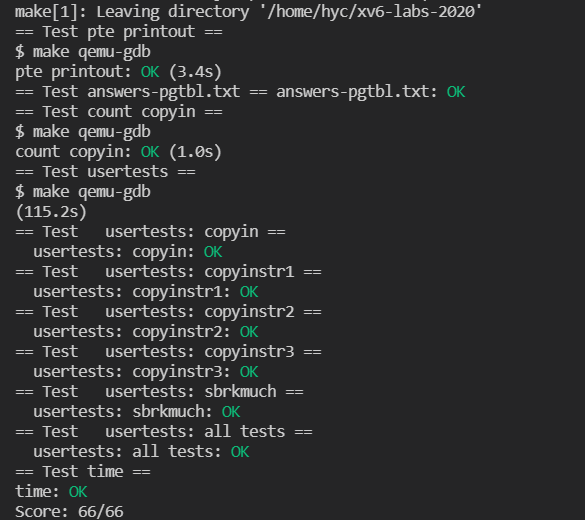 make[1]: Leaving directory '/home/hyc/xv6-labs-2020'
== Test pte printout ==
$ make qemu-gdb
pte printout: OK (3.4s)
== Test answers-pgtbl.txt == answers-pgtbl.txt: OK
== Test count copyin ==
$ make qemu-gdb
count copyin: OK (1.0s)
== Test usertests ==
$ make qemu-gdb
(115.2s)
== Test   usertests: copyin ==
  usertests: copyin: OK
== Test   usertests: copyinstr1 ==
  usertests: copyinstr1: OK
== Test   usertests: copyinstr2 ==
  usertests: copyinstr2: OK
== Test   usertests: copyinstr3 ==
  usertests: copyinstr3: OK
== Test   usertests: sbrkmuch ==
  usertests: sbrkmuch: OK
== Test   usertests: all tests ==
  usertests: all tests: OK
== Test time ==
time: OK
Score: 66/66